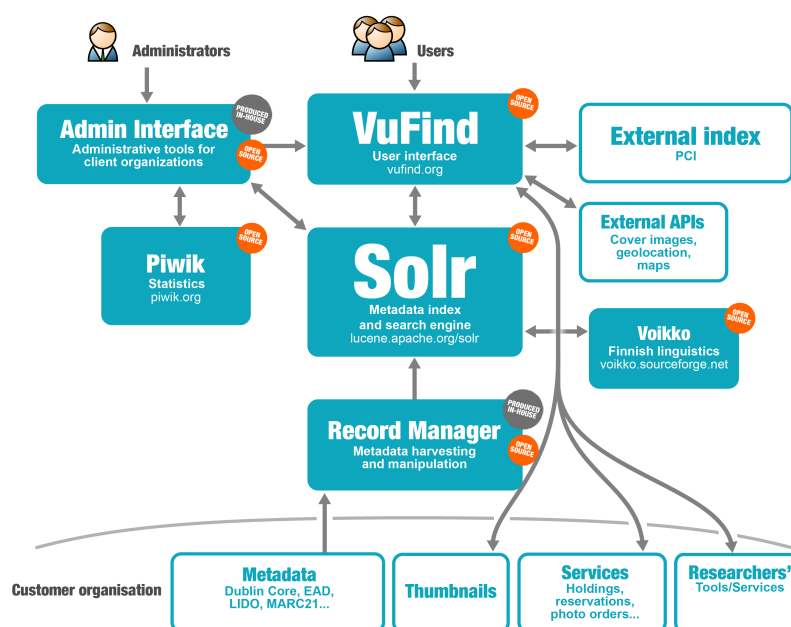 Administrators
Users
PRODUCED
IN-HOUSE
OPEN
SOURCE
Admin Interface
Administrative tools for
client organizations
OPEN
SOURCE
VuFind
User interface
vufind.org
External index
PCI
External APIs
Cover images,
geolocation,
maps
OPEN
SOURCE
Piwik
Statistics
piwik.org
OPEN
SOURCE
Solr
Metadata index
and search engine
lucene.apache.org/solr
OPEN
SOURCE
Voikko
Finnish linguistics
voikko.sourceforge.net
PRODUCED
IN-HOUSE
Record Manager
Metadata harvesting
and manipulation
OPEN
SOURCE
Customer organisation
Metadata
Dublin Core, EAD,
LIDO, MARC21...
Thumbnails
Services
Holdings,
reservations,
photo orders...
Researchers'
Tools/Services